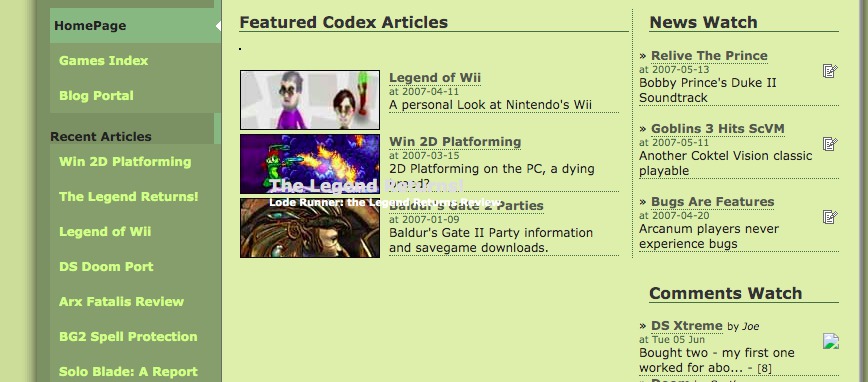 HomePage
Games Index
Blog Portal
Recent Articles
Win 2D Platforming
The Legend Returns!
Legend of Wii
DS Doom Port
Arx Fatalis Review
BG2 Spell Protection
Solo Blade: A Report
Featured Codex Articles
Legend of Wii
at 2007-04-11
A personal Look at Nintendo's Wii
Win 2D Platforming
at 2007-03-15
2D Platforming on the PC, a dying
The Legend Returns!
Lode Runner: the Legend Returns Review
Baldur's Gate 2 Parties
at 2007-01-09
Baldur's Gate II Party information
and savegame downloads.
News Watch
» Relive The Prince
at 2007-05-13
Bobby Prince's Duke II
Soundtrack
» Goblins 3 Hits ScVM
at 2007-05-11
Another Coktel Vision classic
playable
» Bugs Are Features
at 2007-04-20
Arcanum players never
experience bugs
Comments Watch
» DS Xtreme by Joe
at Tue 05 Jun
Bought two - my first one
worked for abo... - [8]